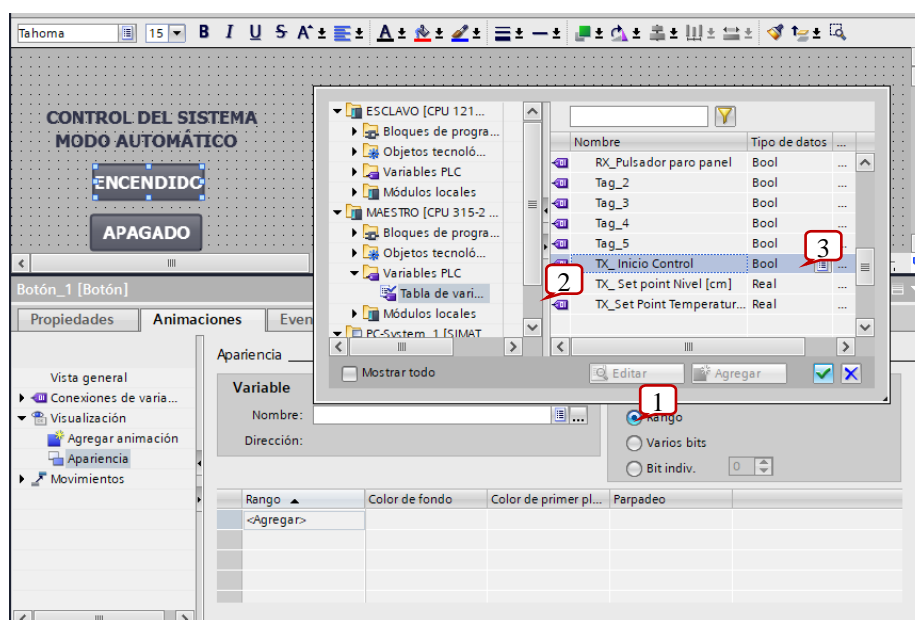 Tahoma 15 B I U S A
CONTROL DEL SISTEMA
MODO AUTOMÁTICO
ENCENDIDO
APAGADO
ESCLAVO [CPU 121...
Bloques de progra...
Objetos tecnoló...
Variables PLC
Módulos locales
MAESTRO [CPU 315-2 ...
Bloques de progra...
Objetos tecnoló...
Variables PLC
Tabla de vari...
Módulos locales
PC-System_1 [SIMAT
Nombre Tipo de datos ...
RX_Pulsador paro panel Bool ...
Tag_2 Bool ...
Tag_3 Bool ...
Tag_4 Bool ...
Tag_5 Bool ...
TX_ Inicio Control Bool ...
TX_ Set point Nivel [cm] Real ...
TX_Set Point Temperatur... Real ...
3
2
Mostrar todo
Editar
Agregar
Botón_1 [Botón]
Propiedades Animaciones Even
Vista general
Conexiones de varia...
Visualización
Agregar animación
Apariencia
Movimientos
Apariencia
Variable
Nombre: ...
Dirección:
1
Rango
Varios bits
Bit indiv. 0
Rango Color de fondo Color de primer pl... Parpadeo
<Agregar>